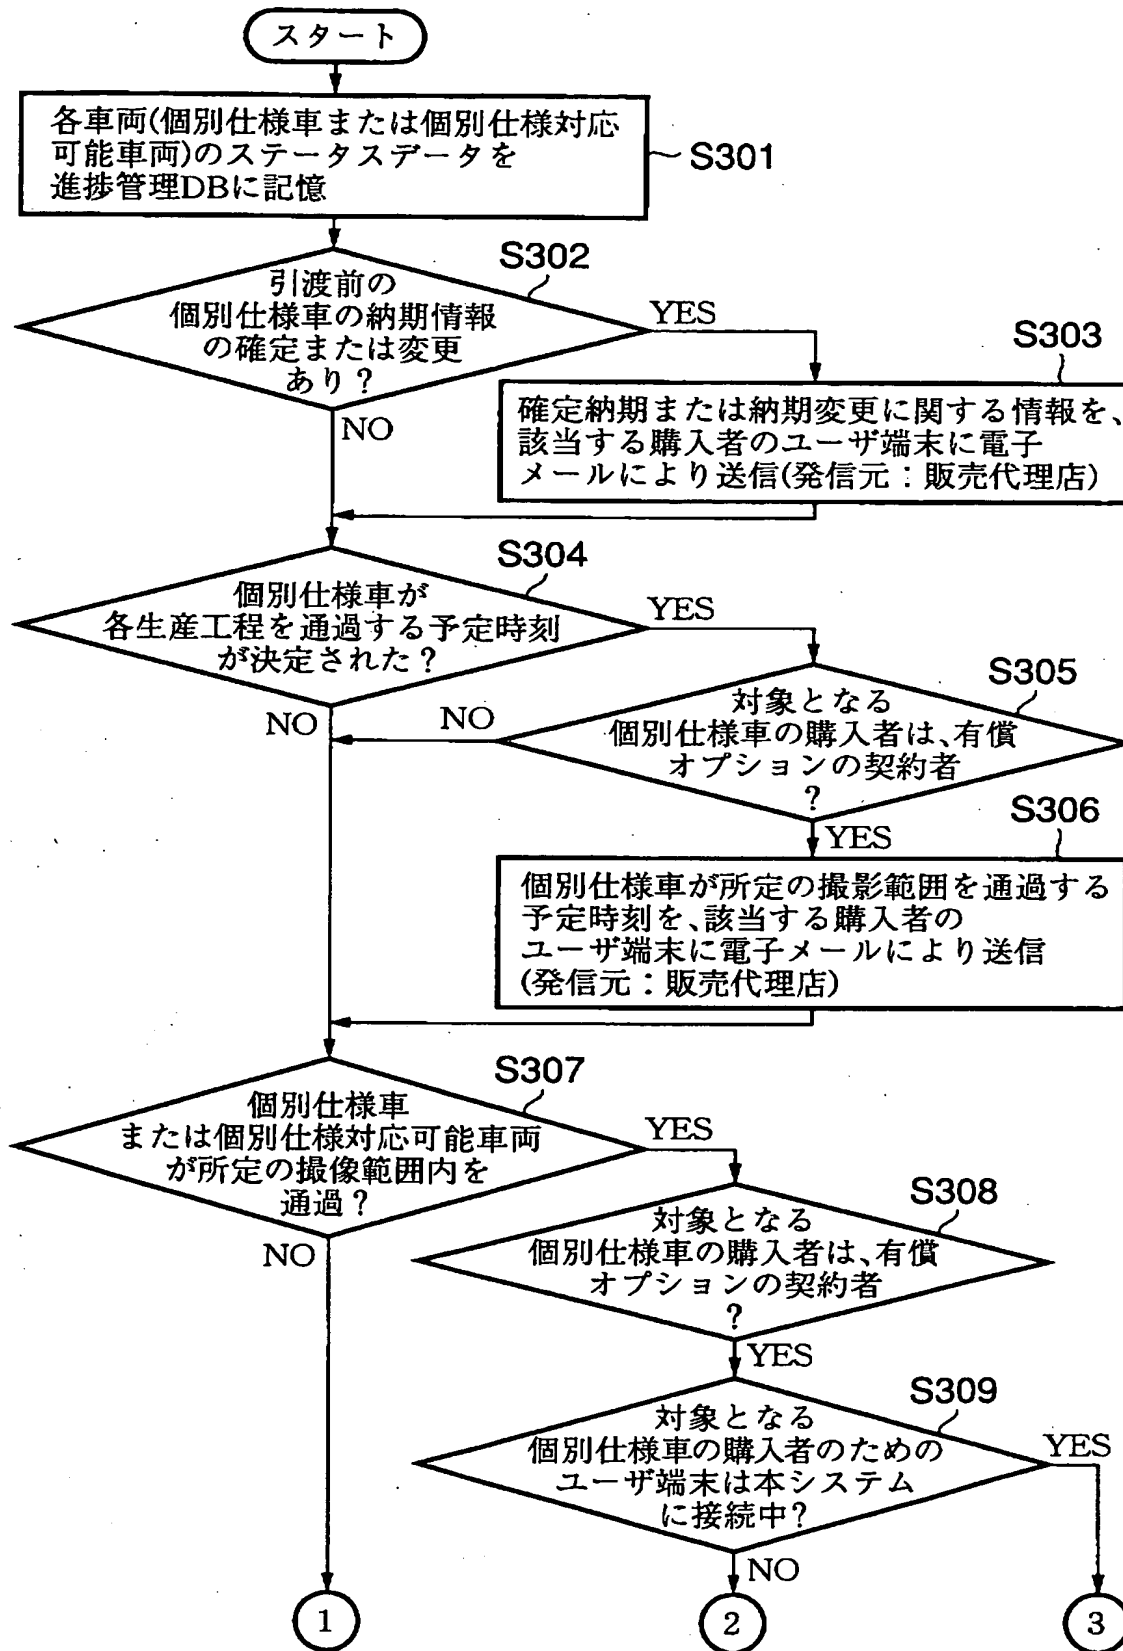 スタート
各車両(個別仕様車または個別仕様対応
可能車両)のステータスデータを
進捗管理DBに記憶
S301
S302
引渡前の
個別仕様車の納期情報
の確定または変更
あり？
YES
NO
S303
確定納期または納期変更に関する情報を、
該当する購入者のユーザ端末に電子
メールにより送信(発信元：販売代理店)
S304
個別仕様車が
各生産工程を通過する予定時刻
が決定された？
YES
NO
S305
対象となる
個別仕様車の購入者は、有償
オプションの契約者
？
NO
YES
S306
個別仕様車が所定の撮影範囲を通過する
予定時刻を、該当する購入者の
ユーザ端末に電子メールにより送信
(発信元：販売代理店)
S307
個別仕様車
または個別仕様対応可能車両
が所定の撮像範囲内を
通過？
YES
NO
S308
対象となる
個別仕様車の購入者は、有償
オプションの契約者
？
YES
S309
対象となる
個別仕様車の購入者のための
ユーザ端末は本システム
に接続中？
YES
NO
1
2
3